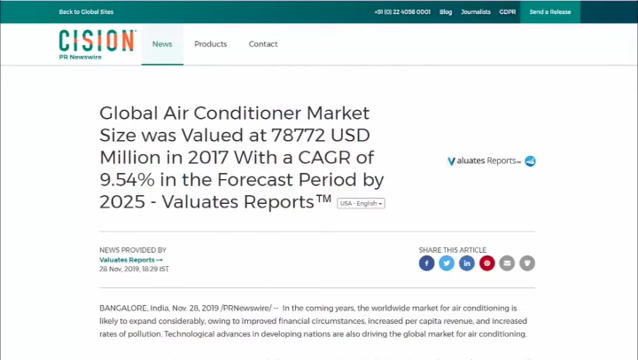 Back to Global Sites
+91 (0) 22 4056 0001 Blog Journalists GDPR Send a Release
CISION
PR Newswire
News Products Contact
Global Air Conditioner Market
Size was Valued at 78772 USD
Million in 2017 With a CAGR of
9.54% in the Forecast Period by
2025 - Valuates Reports™ USA - English
Valuates Reports
NEWS PROVIDED BY
Valuates Reports →
28 Nov, 2019, 18:29 IST
SHARE THIS ARTICLE
BANGALORE, India, Nov. 28, 2019 /PRNewswire/ -- In the coming years, the worldwide market for air conditioning is
likely to expand considerably, owing to improved financial circumstances, increased per capita revenue, and increased
rates of pollution. Technological advances in developing nations are also driving the global market for air conditioning.